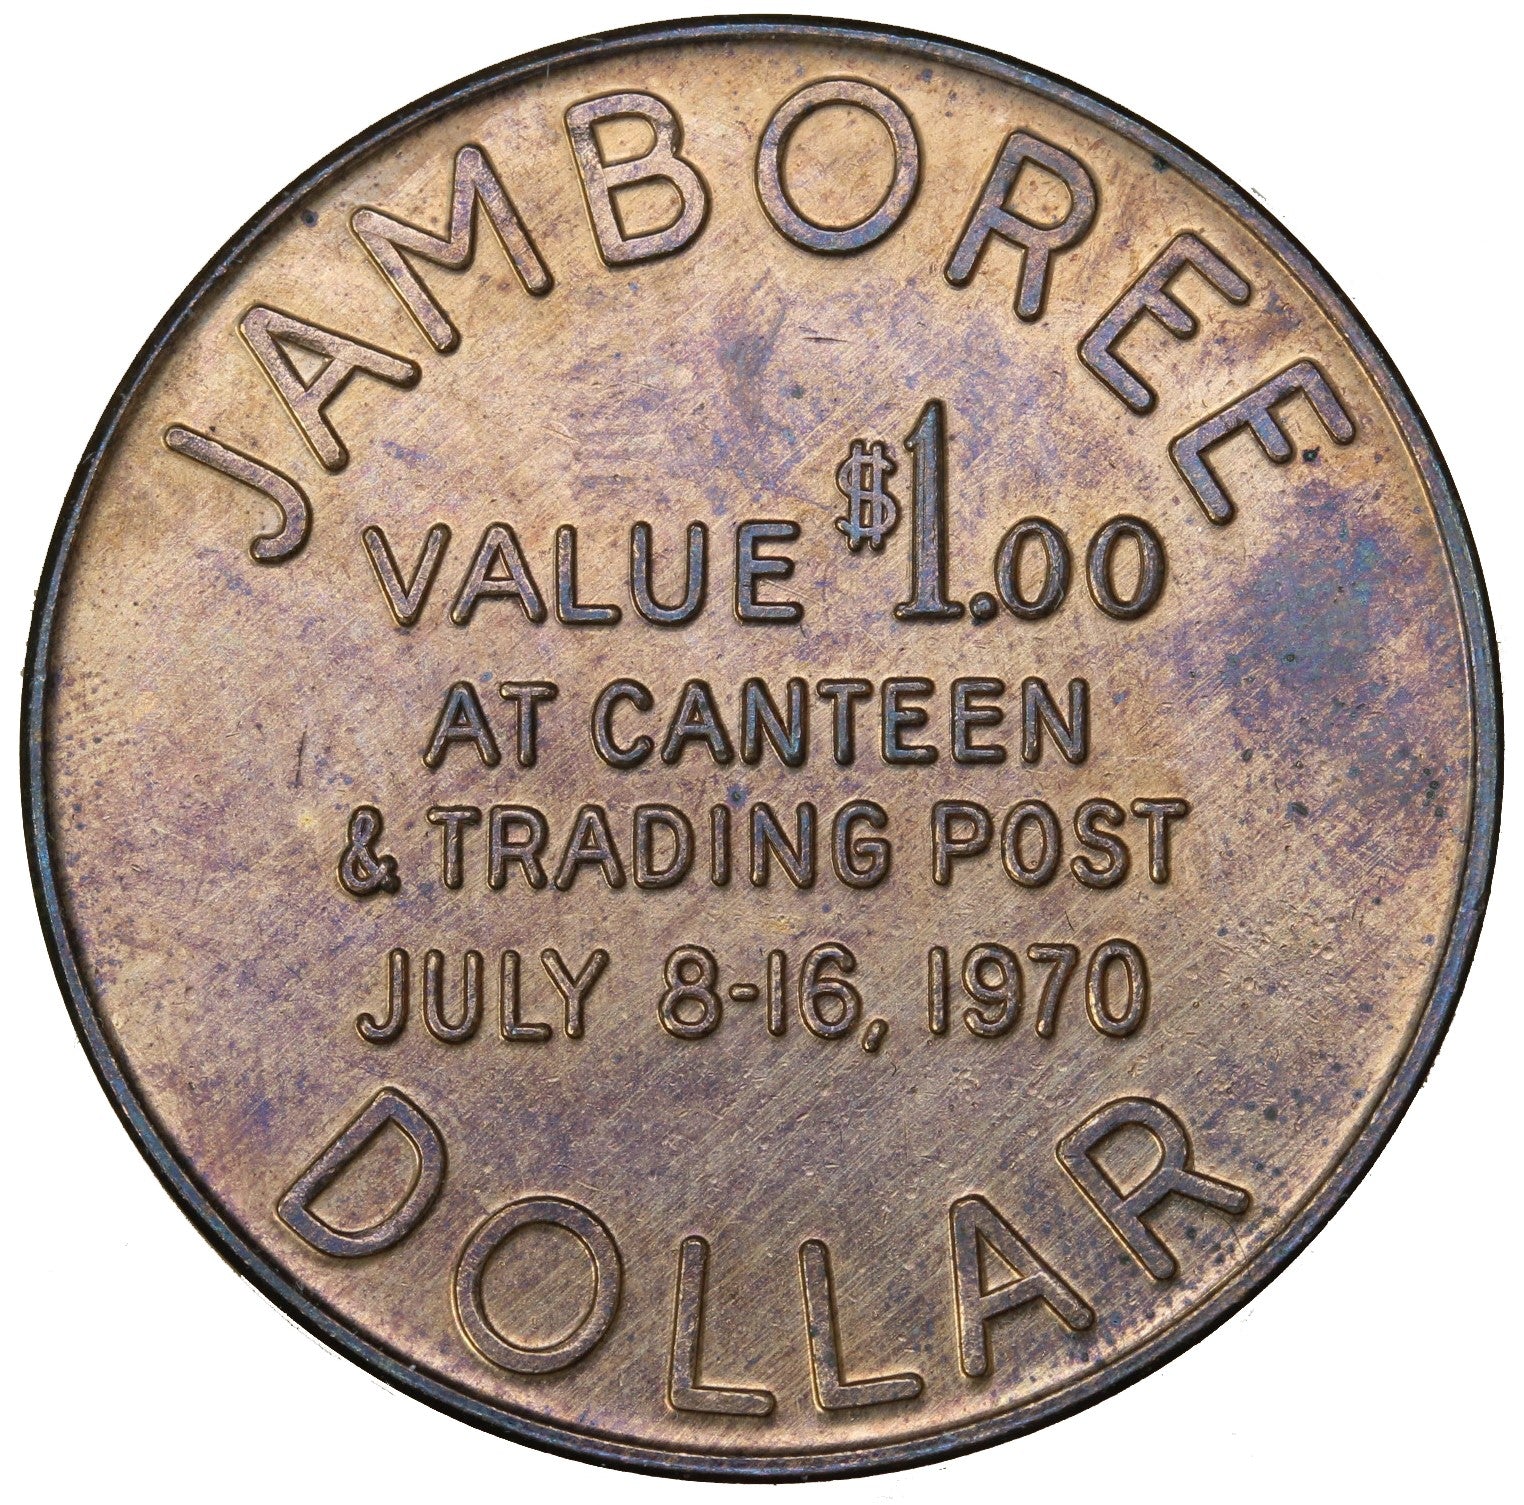 JAMBOREE
VALUE $1.00
AT CANTEEN
& TRADING POST
JULY 8-16, 1970
DOLLAR